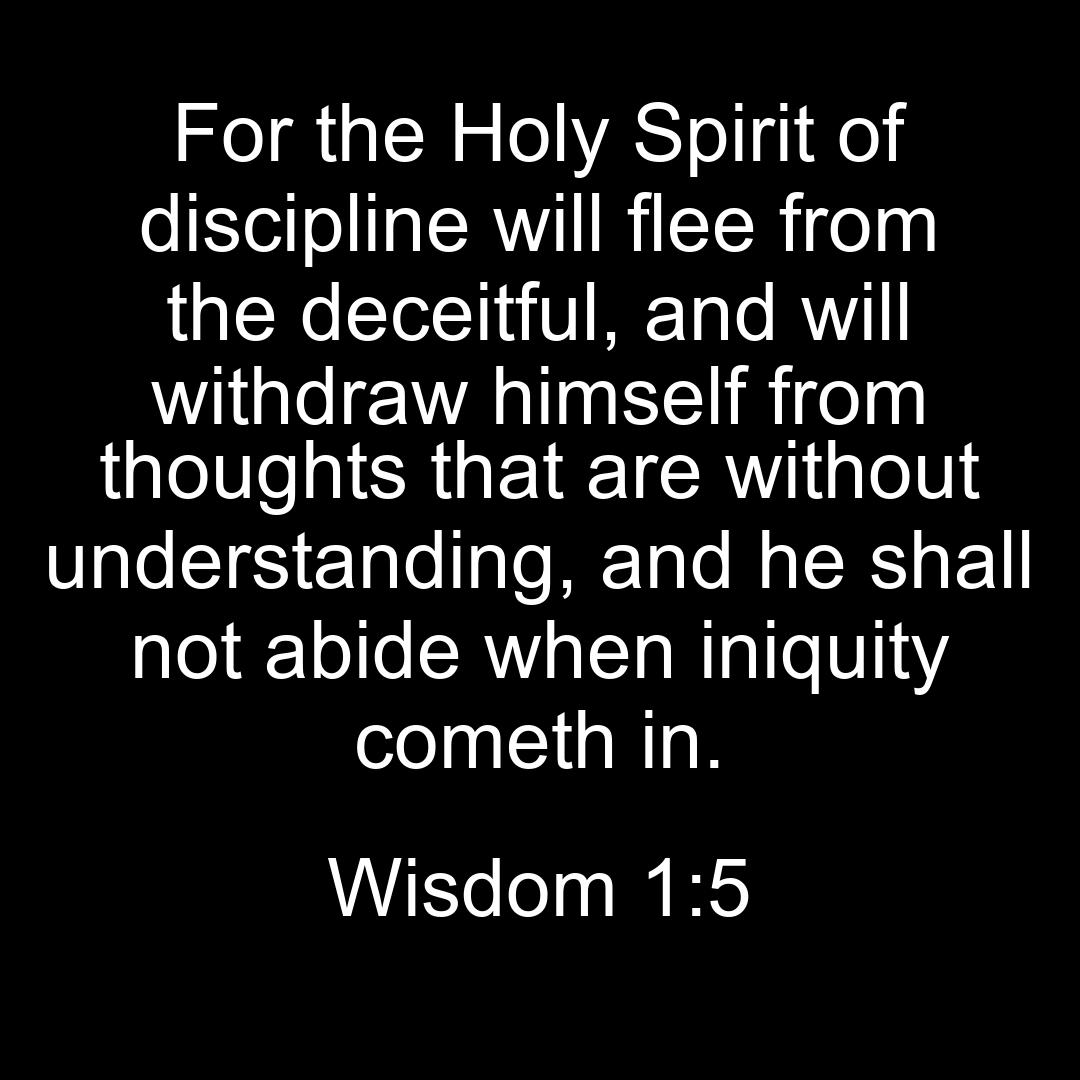 For the Holy Spirit of
discipline will flee from
the deceitful, and will
withdraw himself from
thoughts that are without
understanding, and he shall
not abide when iniquity
cometh in.
Wisdom 1:5